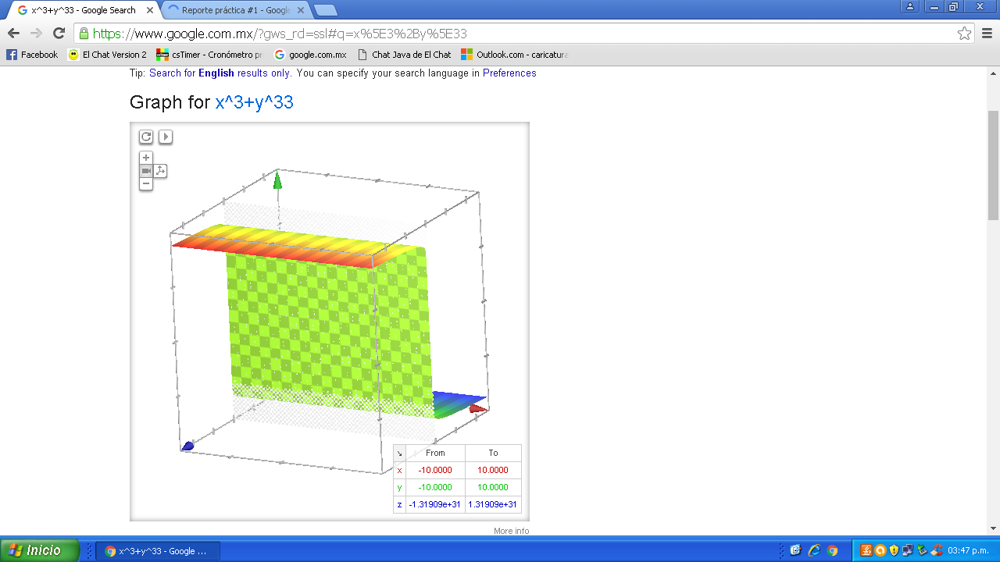 x^3+y^33 - Google Search
Reporte práctica #1 - Google
https://www.google.com.mx/?gws_rd=ssl#q=x%5E3%2By%5E33
Facebook
El Chat Version 2
csTimer - Cronómetro pr
google.com.mx
Chat Java de El Chat
Outlook.com - caricatura
Tip: Search for English results only. You can specify your search language in Preferences
Graph for x^3+y^33
From To
x -10.0000 10.0000
y -10.0000 10.0000
z -1.31909e+31 1.31909e+31
More info
Inicio
x^3+y^33 - Google ...
03:47 p.m.